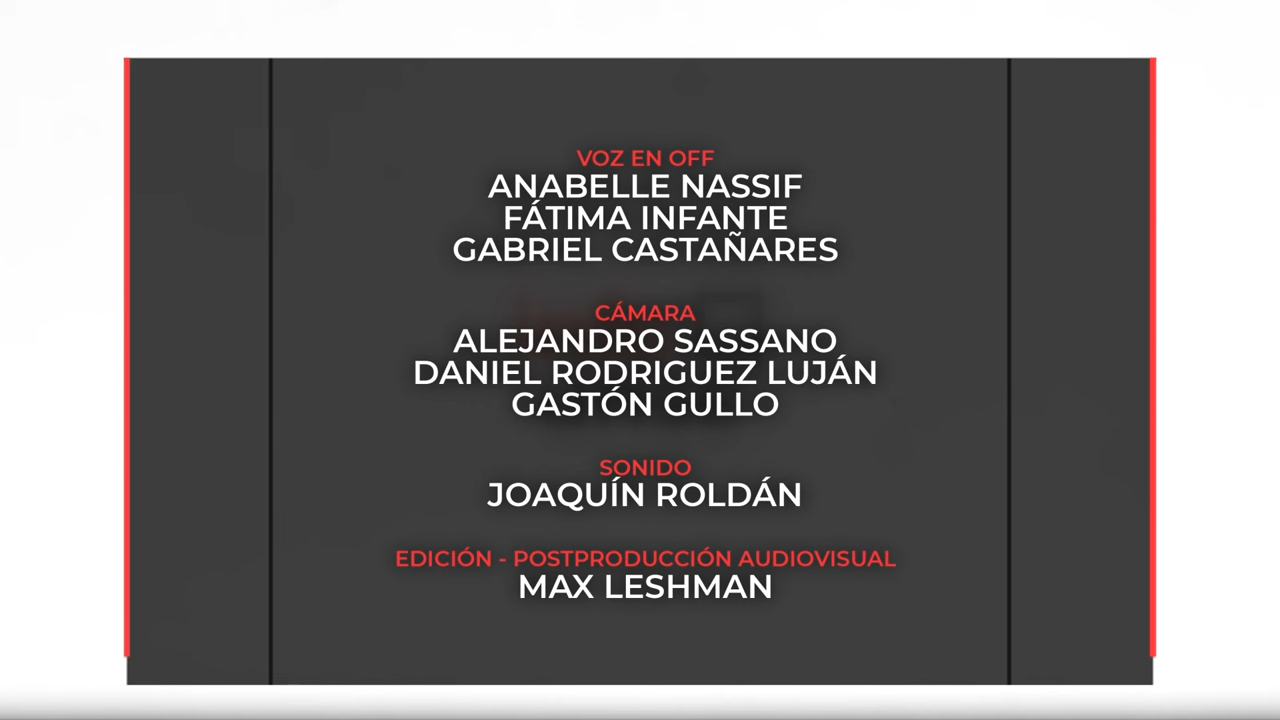 VOZ EN OFF
ANABELLE NASSIF
FÁTIMA INFANTE
GABRIEL CASTAÑARES
CÁMARA
ALEJANDRO SASSANO
DANIEL RODRIGUEZ LUJÁN
GASTÓN GULLO
SONIDO
JOAQUÍN ROLDÁN
EDICIÓN - POSTPRODUCCIÓN AUDIOVISUAL
MAX LESHMAN